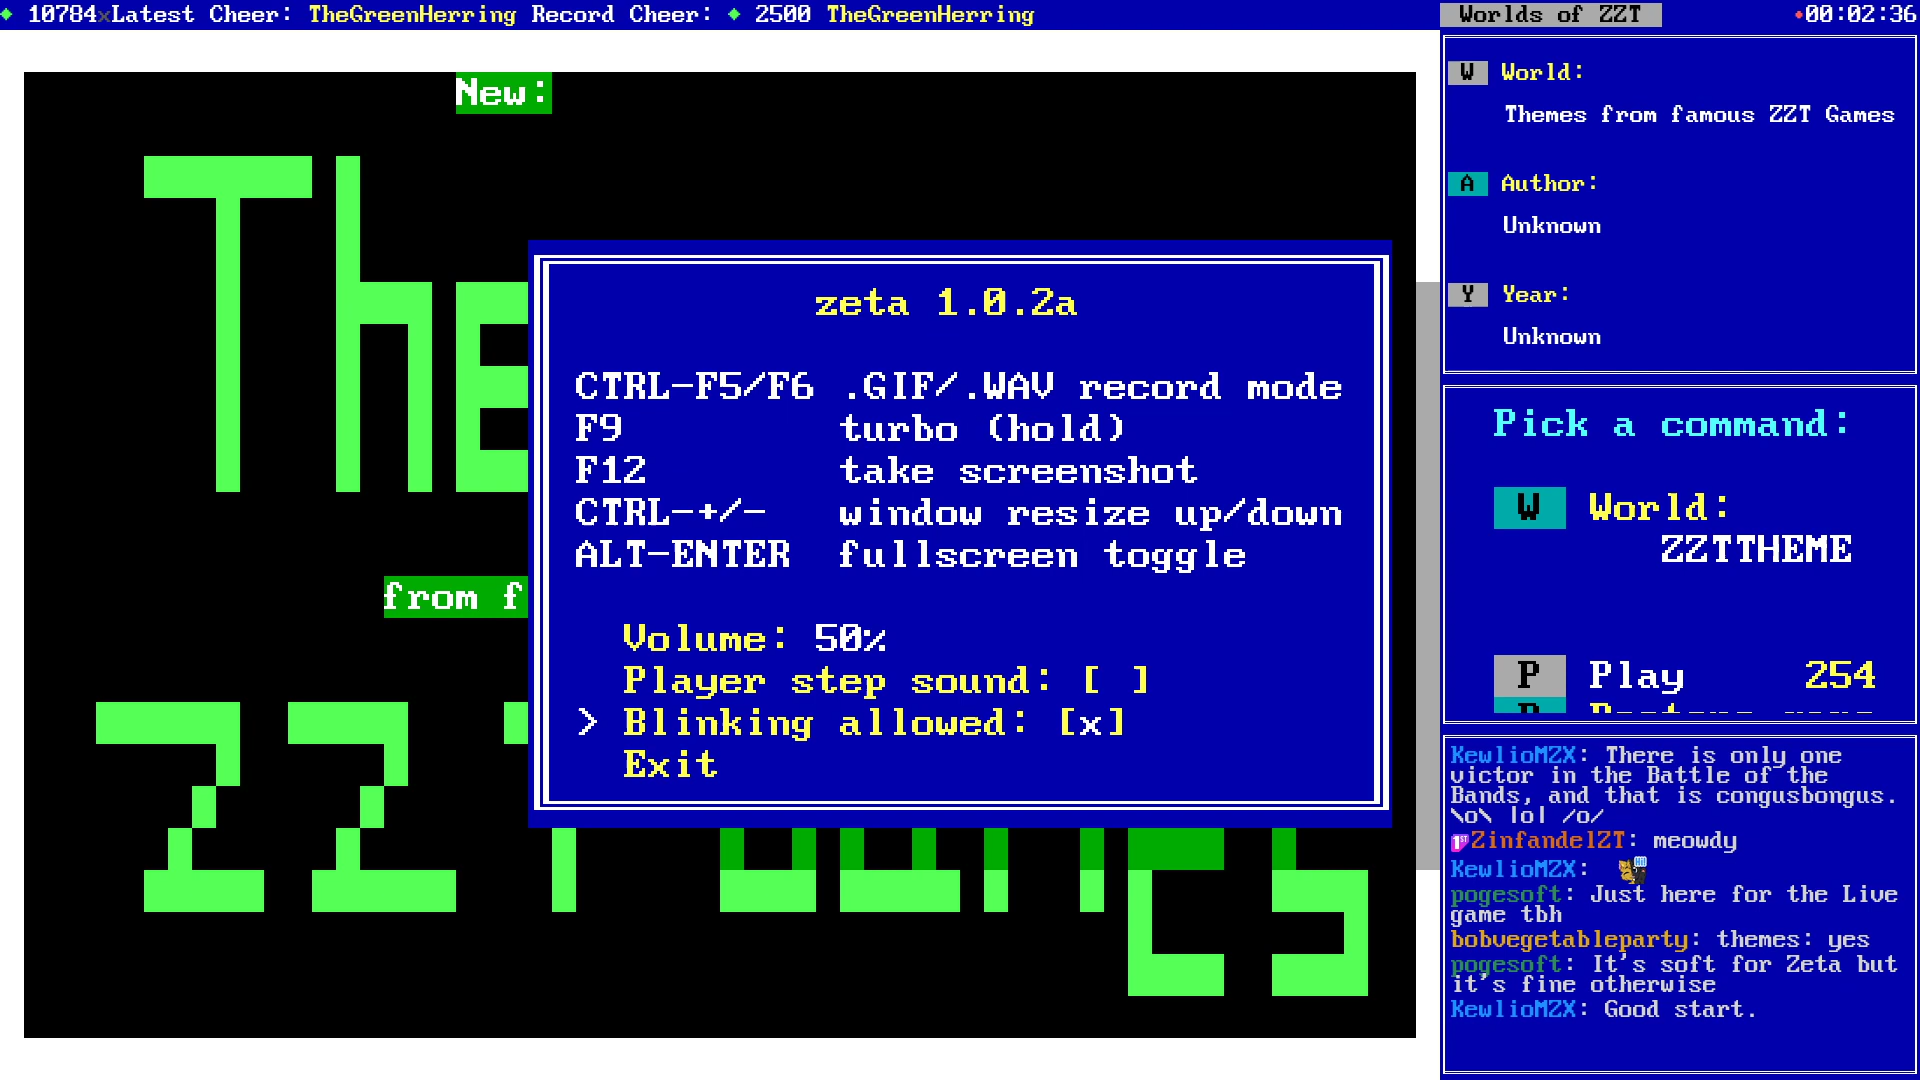 10784xLatest Cheer: TheGreenHerring Record Cheer: 2500 TheGreenHerring
Worlds of ZZT
00:02:36
New:
The
from f
ZZT
zeta 1.0.2a
CTRL-F5/F6 .GIF/.WAV record mode
F9 turbo (hold)
F12 take screenshot
CTRL-+/- window resize up/down
ALT-ENTER fullscreen toggle
Volume: 50%
Player step sound: [ ]
> Blinking allowed: [x]
Exit
W World:
Themes from famous ZZT Games
A Author:
Unknown
Y Year:
Unknown
Pick a command:
W World:
ZZTTHEME
P Play 254
KewlioMZX: There is only one
victor in the Battle of the
Bands, and that is congusbongus.
\o\ lol /o/
1ST ZinfandelZT: meowdy
KewlioMZX:
pogesoft: Just here for the Live
game tbh
bobvegetableparty: themes: yes
pogesoft: It's soft for Zeta but
it's fine otherwise
KewlioMZX: Good start.